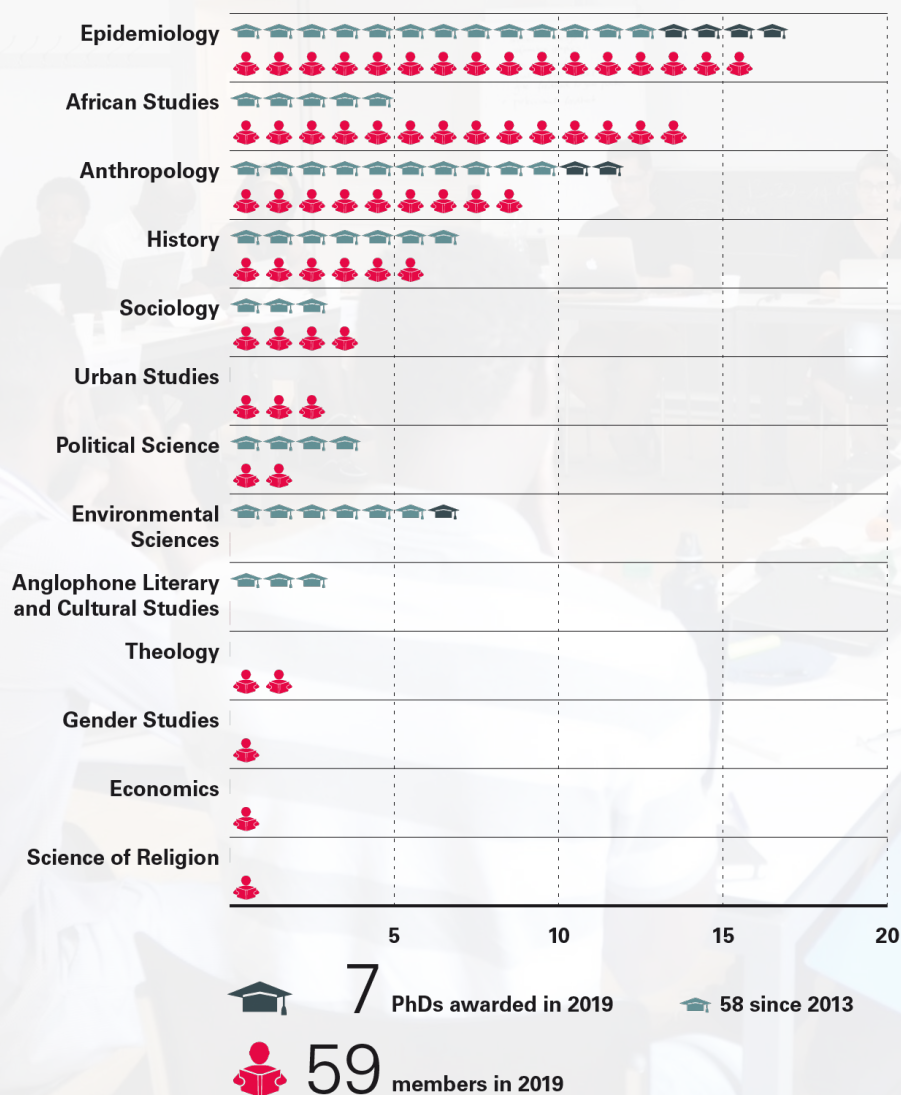 Epidemiology
African Studies
Anthropology
History
Sociology
Urban Studies
Political Science
Environmental
Sciences
Anglophone Literary
and Cultural Studies
Theology
Gender Studies
Economics
Science of Religion
5 10 15 20
7 PhDs awarded in 2019 58 since 2013
59 members in 2019